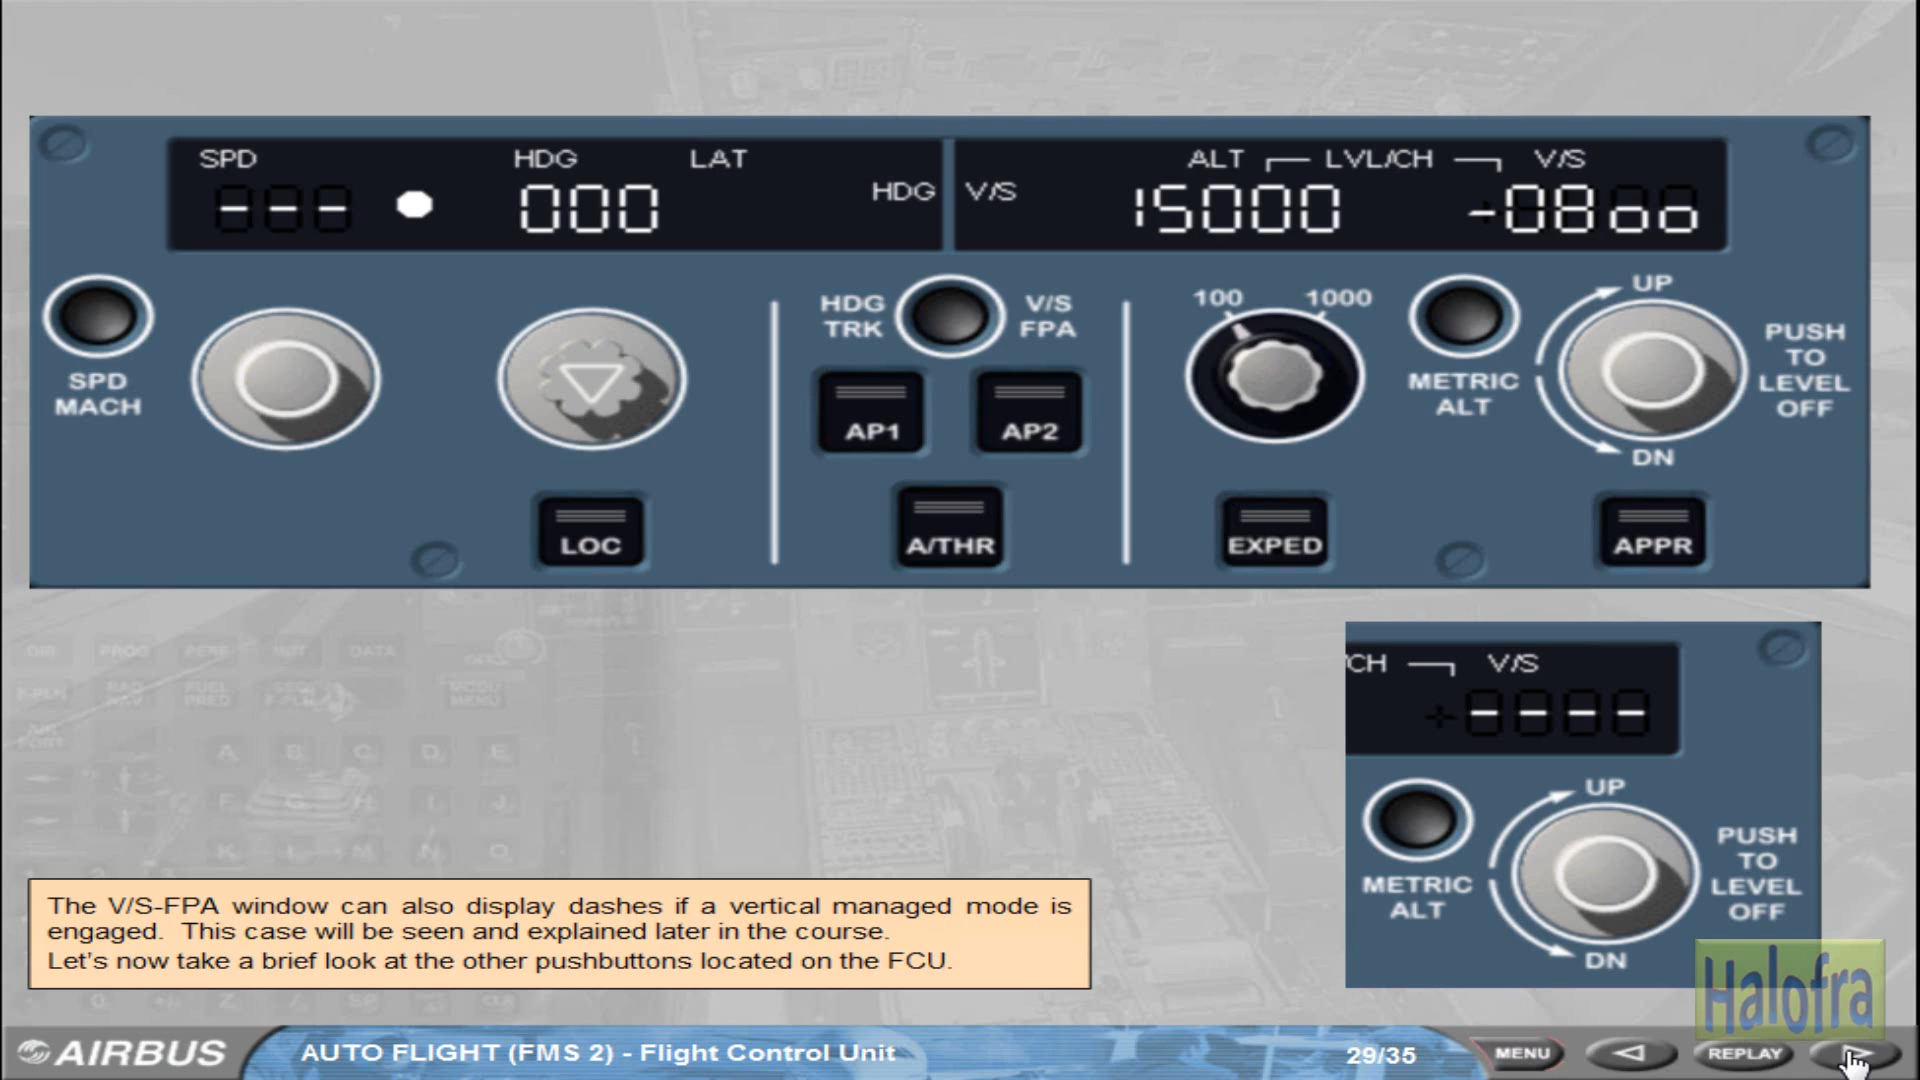 SPD HDG LAT ALT LVL/CH V/S
--- 000 HDG V/S 15000 -08oo
SPD
MACH
HDG
TRK
V/S
FPA
AP1 AP2
LOC A/THR
100 1000
METRIC
ALT
UP
DN
PUSH
TO
LEVEL
OFF
EXPED APPR
/CH V/S
----
METRIC
ALT
UP
DN
PUSH
TO
LEVEL
OFF
The V/S-FPA window can also display dashes if a vertical managed mode is
engaged. This case will be seen and explained later in the course.
Let's now take a brief look at the other pushbuttons located on the FCU.
Halofra
AIRBUS AUTO FLIGHT (FMS 2) - Flight Control Unit 29/35 MENU REPLAY